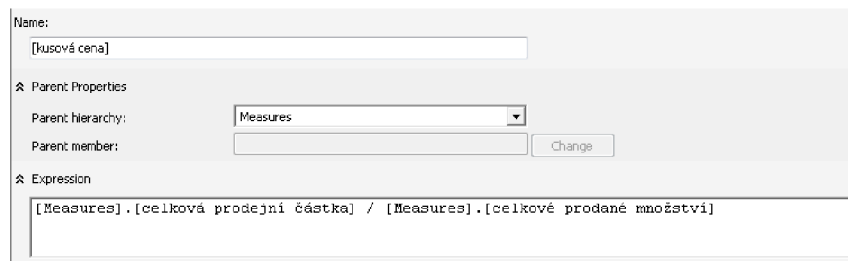 Name:
[kusová cena]
Parent Properties
Parent hierarchy: Measures
Parent member: Change
Expression
[Measures].[celková prodejní částka] / [Measures].[celkové prodané množství]